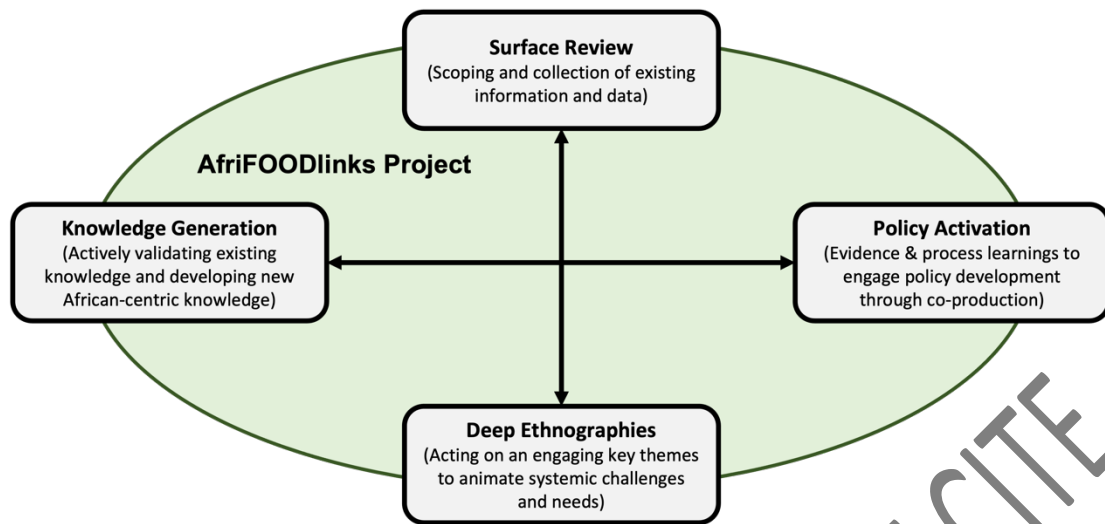 Surface Review
(Scoping and collection of existing
information and data)
AfriFOODlinks Project
Knowledge Generation
(Actively validating existing
knowledge and developing new
African-centric knowledge)
Policy Activation
(Evidence & process learnings to
engage policy development
through co-production)
Deep Ethnographies
(Acting on an engaging key themes
to animate systemic challenges
and needs)
CITE